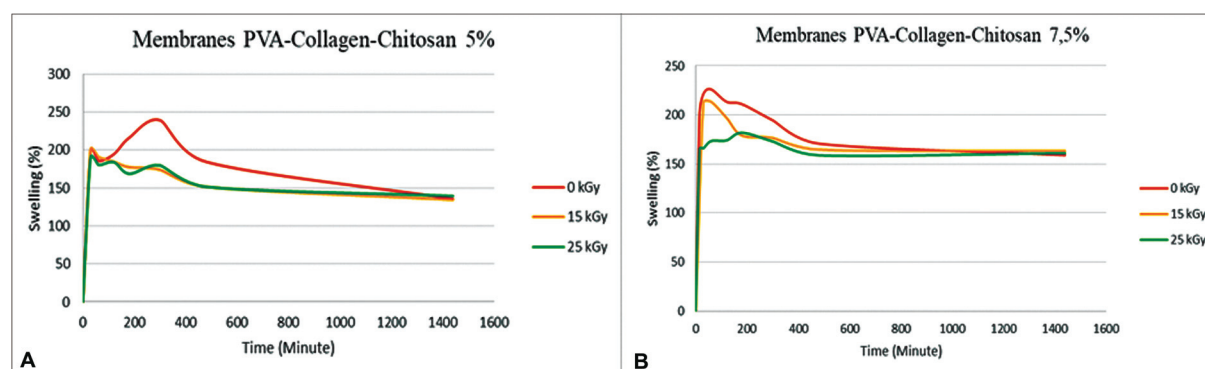 Membranes PVA-Collagen-Chitosan 5%
300
250
200
150
100
50
0
Swelling (%)
0 200 400 600 800 1000 1200 1400 1600
Time (Minute)
0 kGy
15 kGy
25 kGy
A
Membranes PVA-Collagen-Chitosan 7,5%
250
200
150
100
50
0
Swelling (%)
0 200 400 600 800 1000 1200 1400 1600
Time (Minute)
0 kGy
15 kGy
25 kGy
B